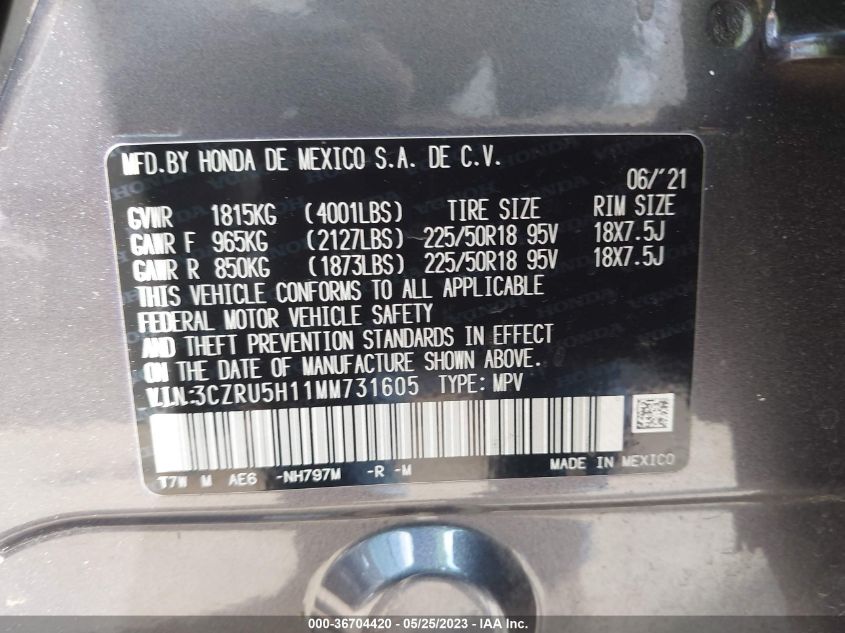 MFD.BY HONDA DE MEXICO S.A. DE C.V.
06/'21
GVWR 1815KG (4001LBS) TIRE SIZE RIM SIZE
GAWR F 965KG (2127LBS) 225/50R18 95V 18X7.5J
GAWR R 850KG (1873LBS) 225/50R18 95V 18X7.5J
THIS VEHICLE CONFORMS TO ALL APPLICABLE
FEDERAL MOTOR VEHICLE SAFETY
AND THEFT PREVENTION STANDARDS IN EFFECT
ON THE DATE OF MANUFACTURE SHOWN ABOVE.
V.I.N.:3CZRU5H11MM731605 TYPE: MPV
T7W M AE6 -NH797M -R -M
MADE IN MEXICO
000-36704420 - 05/25/2023 - IAA Inc.